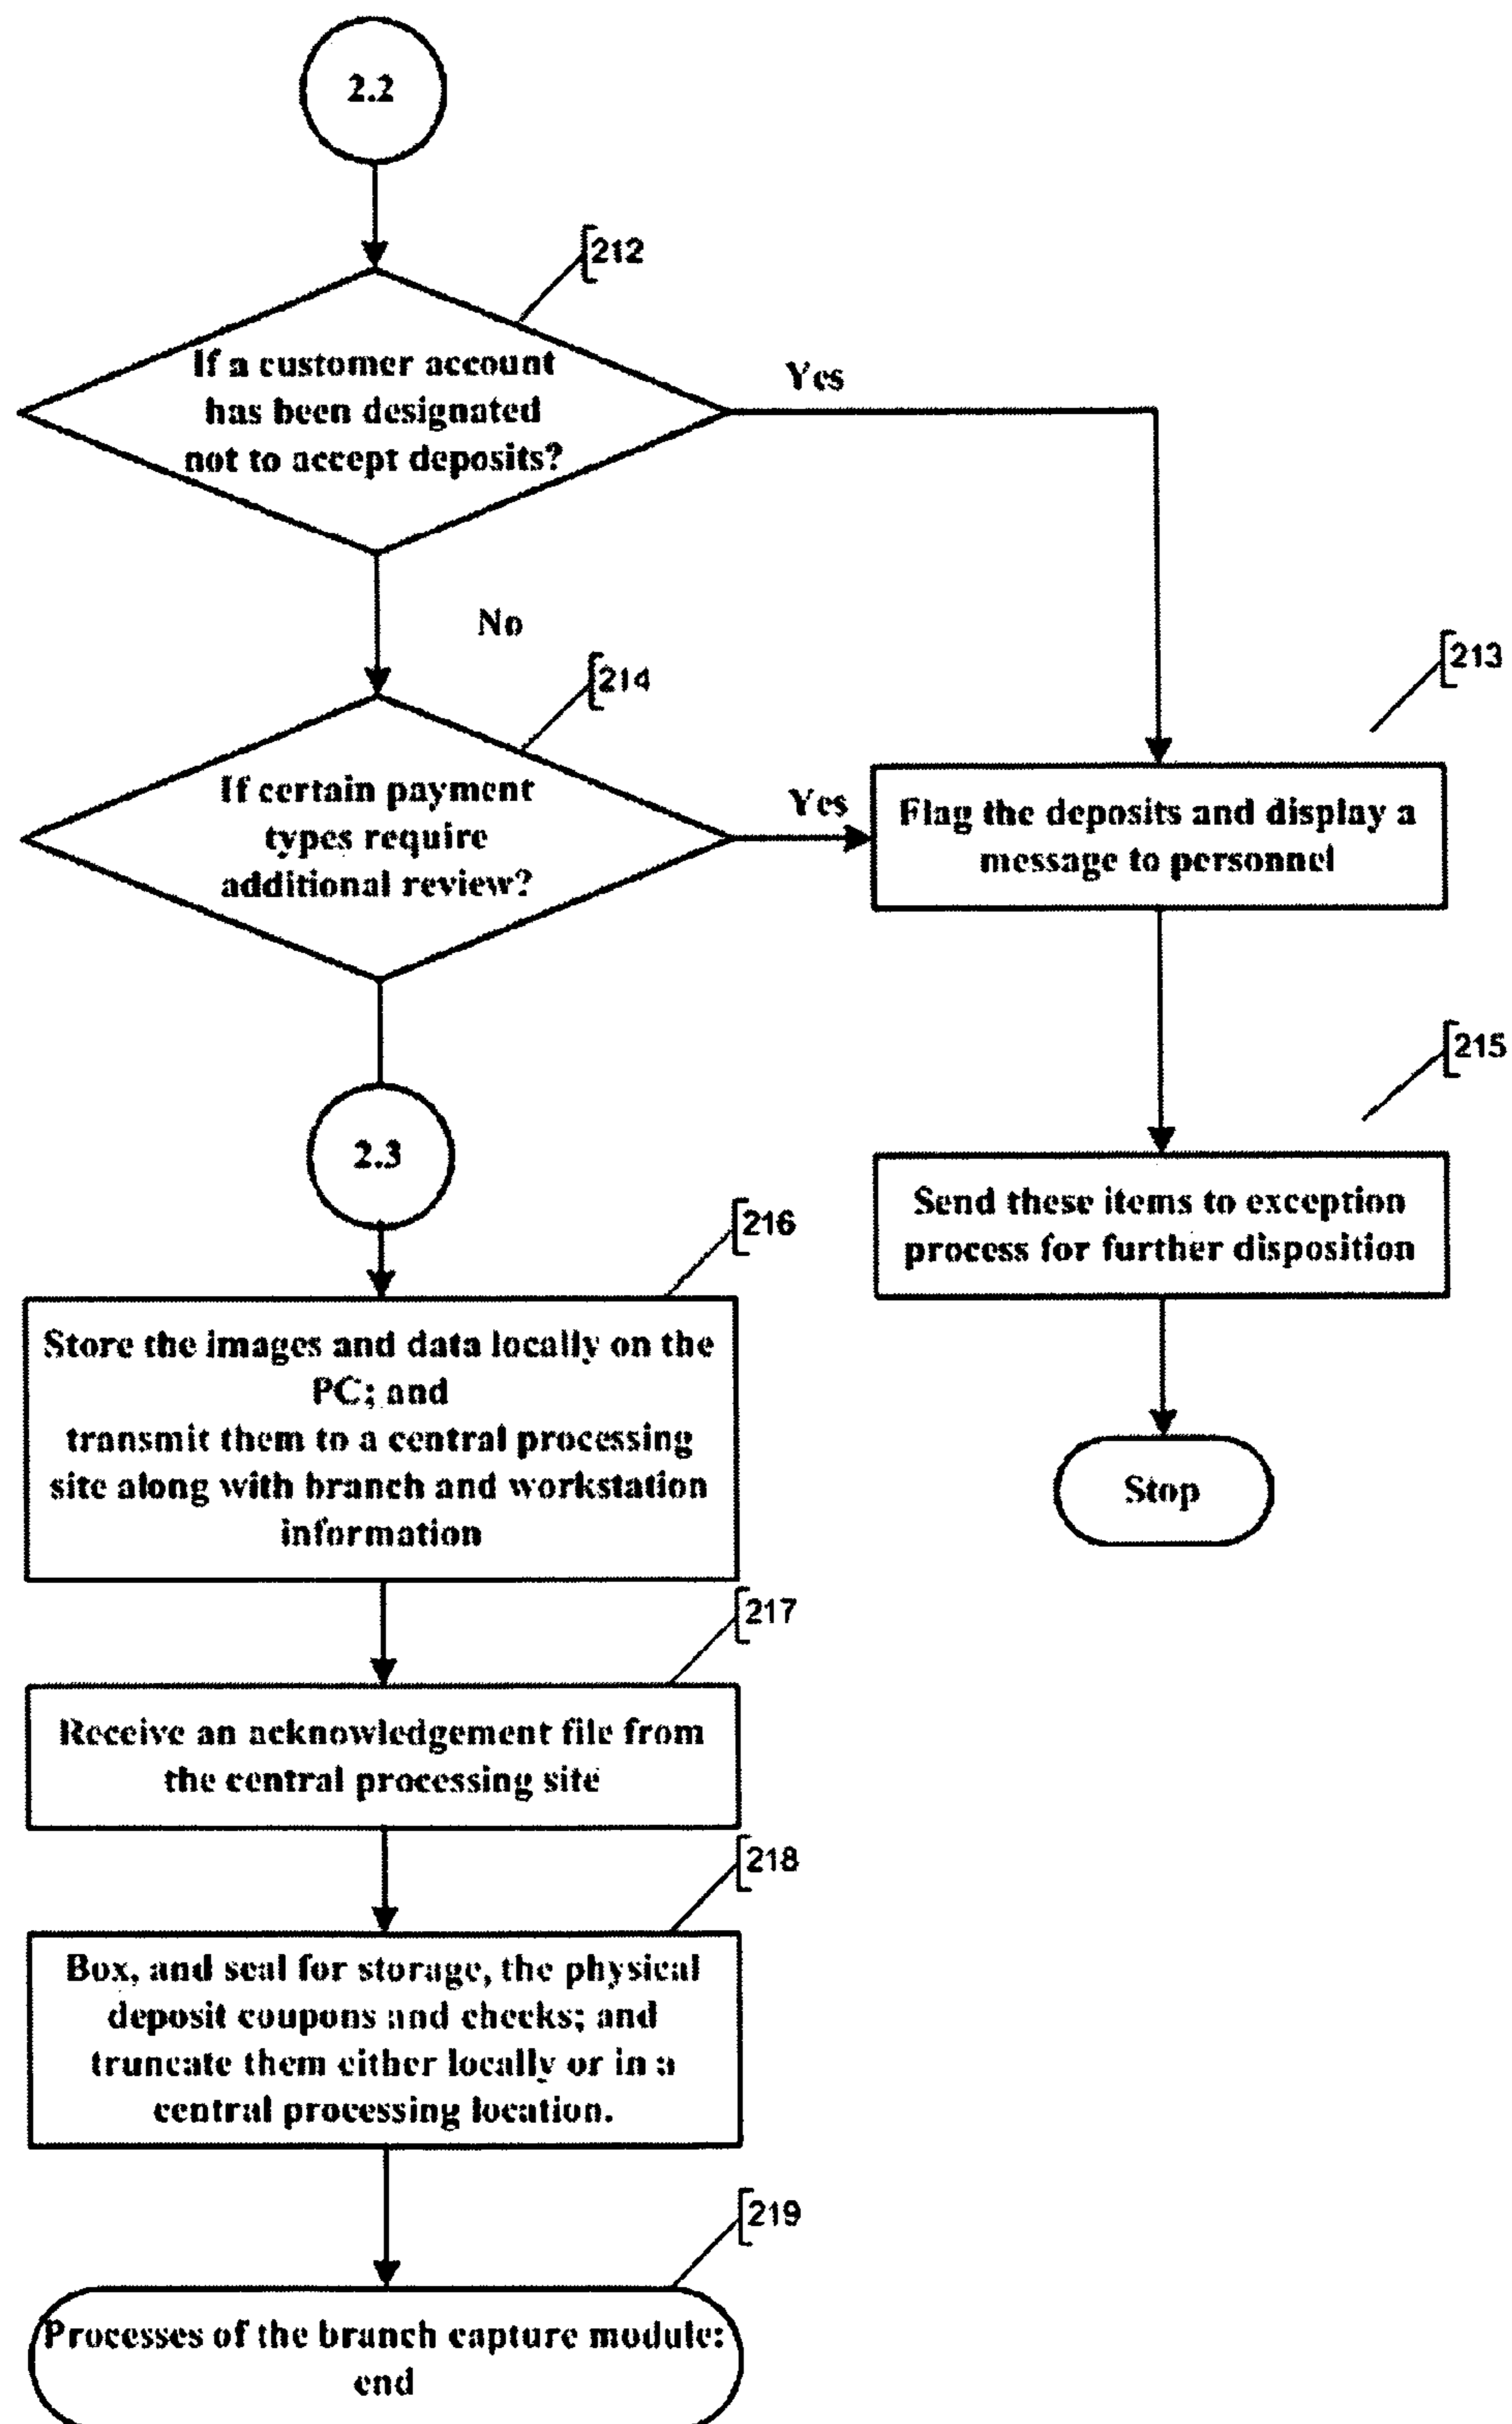 2.2
212
If a customer account
has been designated
not to accept deposits?
Yes
No
213
214
If certain payment
types require
additional review?
Yes
Flag the deposits and display a
message to personnel
215
2.3
Send these items to exception
process for further disposition
216
Store the images and data locally on the
PC; and
transmit them to a central processing
site along with branch and workstation
information
Stop
217
Receive an acknowledgement file from
the central processing site
218
Box, and seal for storage, the physical
deposit coupons and checks; and
truncate them either locally or in a
central processing location.
219
Processes of the branch capture module:
end